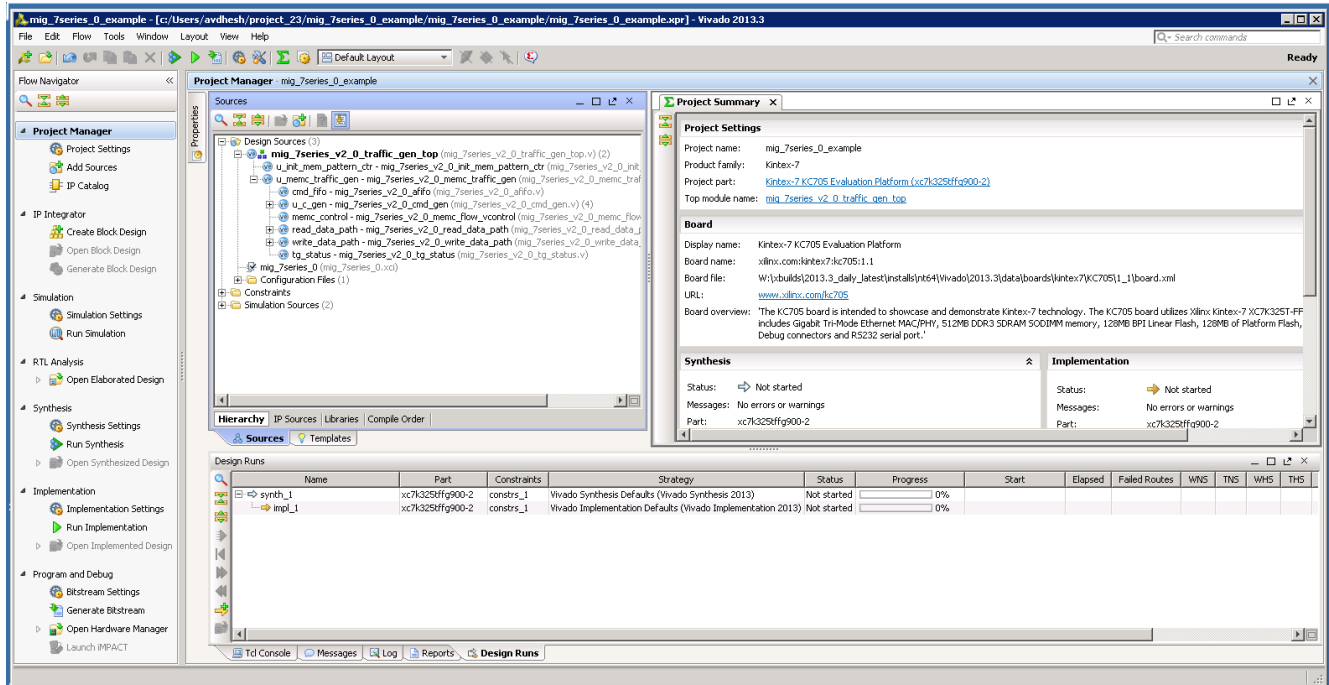 mig_7series_0_example - [c:/Users/avdhesh/project_23/mig_7series_0_example/mig_7series_0_example/mig_7series_0_example.xpr] - Vivado 2013.3
File Edit Flow Tools Window Layout View Help
Search commands
Default Layout
Ready
Flow Navigator
Project Manager
Project Settings
Add Sources
IP Catalog
IP Integrator
Create Block Design
Open Block Design
Generate Block Design
Simulation
Simulation Settings
Run Simulation
RTL Analysis
Open Elaborated Design
Synthesis
Synthesis Settings
Run Synthesis
Open Synthesized Design
Implementation
Implementation Settings
Run Implementation
Open Implemented Design
Program and Debug
Bitstream Settings
Generate Bitstream
Open Hardware Manager
Launch iMPACT
Project Manager - mig_7series_0_example
Properties
Sources
Design Sources (3)
mig_7series_v2_0_traffic_gen_top (mig_7series_v2_0_traffic_gen_top.v) (2)
u_init_mem_pattern_ctr - mig_7series_v2_0_init_mem_pattern_ctr (mig_7series_v2_0_init_
u_memc_traffic_gen - mig_7series_v2_0_memc_traffic_gen (mig_7series_v2_0_memc_traf
cmd_fifo - mig_7series_v2_0_afifo (mig_7series_v2_0_afifo.v)
u_c_gen - mig_7series_v2_0_cmd_gen (mig_7series_v2_0_cmd_gen.v) (4)
memc_control - mig_7series_v2_0_memc_flow_vcontrol (mig_7series_v2_0_memc_flow
read_data_path - mig_7series_v2_0_read_data_path (mig_7series_v2_0_read_data_p
write_data_path - mig_7series_v2_0_write_data_path (mig_7series_v2_0_write_data_
tg_status - mig_7series_v2_0_tg_status (mig_7series_v2_0_tg_status.v)
mig_7series_0 (mig_7series_0.xci)
Configuration Files (1)
Constraints
Simulation Sources (2)
Hierarchy IP Sources Libraries Compile Order
Sources Templates
Project Summary
Project Settings
Project name: mig_7series_0_example
Product family: Kintex-7
Project part: Kintex-7 KC705 Evaluation Platform (xc7k325tffg900-2)
Top module name: mig_7series_v2_0_traffic_gen_top
Board
Display name: Kintex-7 KC705 Evaluation Platform
Board name: xilinx.com:kintex7:kc705:1.1
Board file: W:\xbuilds\2013.3_daily_latest\installs\nt64\Vivado\2013.3\data\boards\kintex7\KC705\1_1\board.xml
URL: www.xilinx.com/kc705
Board overview: 'The KC705 board is intended to showcase and demonstrate Kintex-7 technology. The KC705 board utilizes Xilinx Kintex-7 XC7K325T-FF
includes Gigabit Tri-Mode Ethernet MAC/PHY, 512MB DDR3 SDRAM SODIMM memory, 128MB BPI Linear Flash, 128MB of Platform Flash,
Debug connectors and RS232 serial port.'
Synthesis
Status: Not started
Messages: No errors or warnings
Part: xc7k325tffg900-2
Implementation
Status: Not started
Messages: No errors or warnings
Part: xc7k325tffg900-2
Design Runs
Name Part Constraints Strategy Status Progress Start Elapsed Failed Routes WNS TNS WHS THS
synth_1 xc7k325tffg900-2 constrs_1 Vivado Synthesis Defaults (Vivado Synthesis 2013) Not started 0%
impl_1 xc7k325tffg900-2 constrs_1 Vivado Implementation Defaults (Vivado Implementation 2013) Not started 0%
Tcl Console Messages Log Reports Design Runs